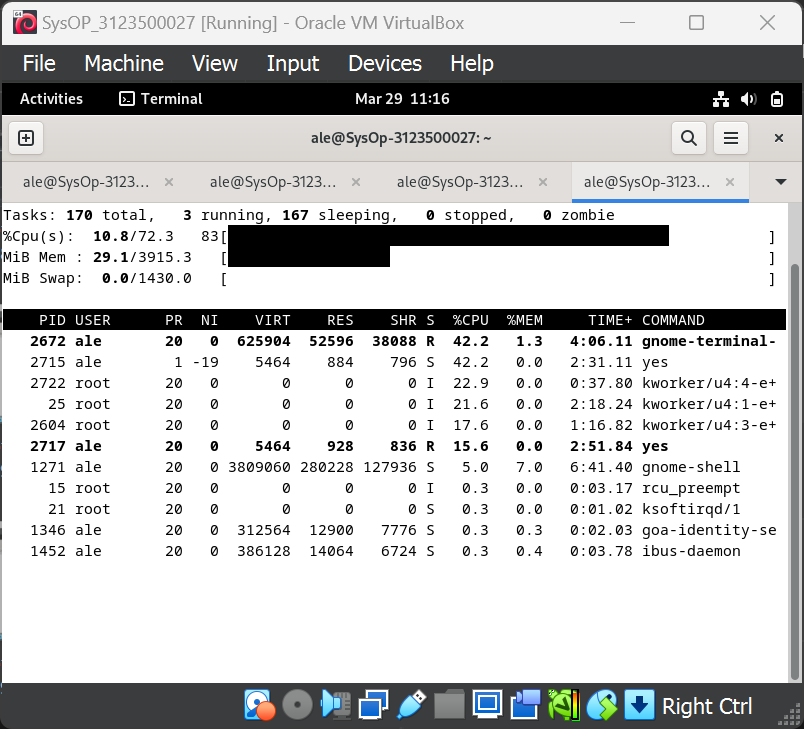 64
SysOP_3123500027 [Running] - Oracle VM VirtualBox
File Machine View Input Devices Help
Activities Terminal Mar 29 11:16
ale@SysOp-3123500027: ~
ale@SysOp-3123... ale@SysOp-3123... ale@SysOp-3123... ale@SysOp-3123...
Tasks: 170 total, 3 running, 167 sleeping, 0 stopped, 0 zombie
%Cpu(s): 10.8/72.3 83[ ]
MiB Mem : 29.1/3915.3 [ ]
MiB Swap: 0.0/1430.0 [ ]
PID USER PR NI VIRT RES SHR S %CPU %MEM TIME+ COMMAND
2672 ale 20 0 625904 52596 38088 R 42.2 1.3 4:06.11 gnome-terminal-
2715 ale 1 -19 5464 884 796 S 42.2 0.0 2:31.11 yes
2722 root 20 0 0 0 0 I 22.9 0.0 0:37.80 kworker/u4:4-e+
25 root 20 0 0 0 0 I 21.6 0.0 2:18.24 kworker/u4:1-e+
2604 root 20 0 0 0 0 I 17.6 0.0 1:16.82 kworker/u4:3-e+
2717 ale 20 0 5464 928 836 R 15.6 0.0 2:51.84 yes
1271 ale 20 0 3809060 280228 127936 S 5.0 7.0 6:41.40 gnome-shell
15 root 20 0 0 0 0 I 0.3 0.0 0:03.17 rcu_preempt
21 root 20 0 0 0 0 S 0.3 0.0 0:01.02 ksoftirqd/1
1346 ale 20 0 312564 12900 7776 S 0.3 0.3 0:02.03 goa-identity-se
1452 ale 20 0 386128 14064 6724 S 0.3 0.4 0:03.78 ibus-daemon
Right Ctrl